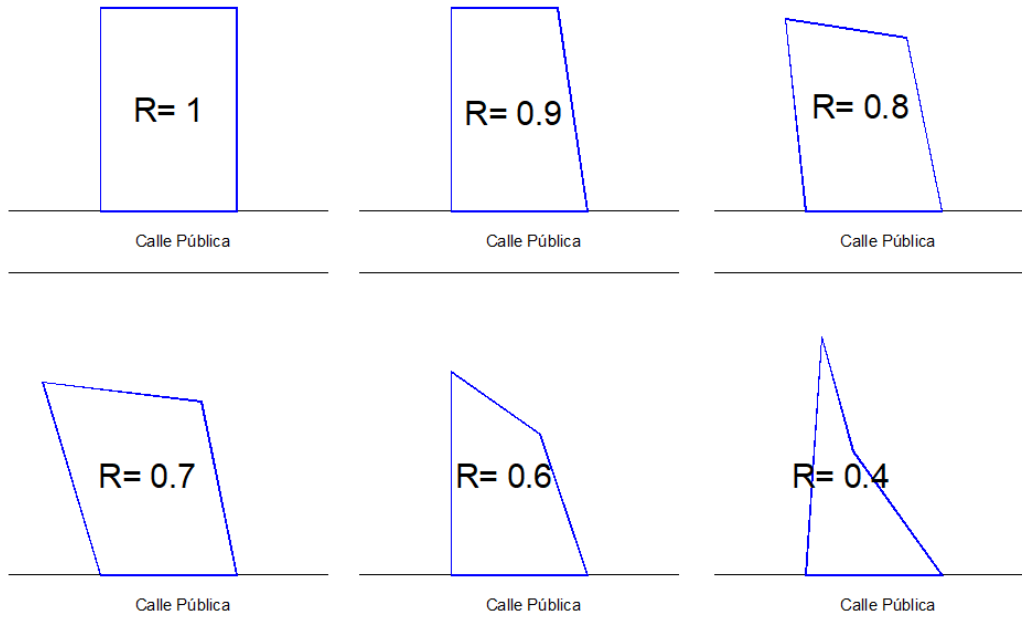 R= 1
R= 0.9
R= 0.8
Calle Pública
Calle Pública
Calle Pública
R= 0.7
R= 0.6
R= 0.4
Calle Pública
Calle Pública
Calle Pública